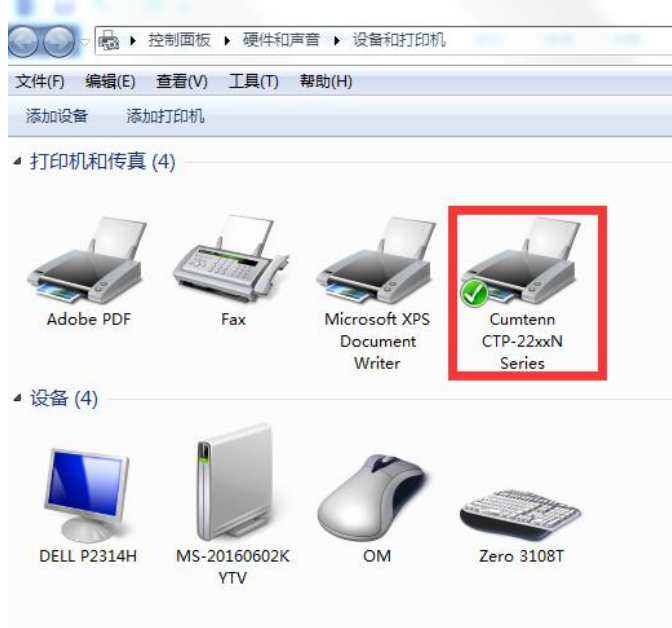 控制面板 ▸ 硬件和声音 ▸ 设备和打印机
文件(F) 编辑(E) 查看(V) 工具(T) 帮助(H)
添加设备 添加打印机
打印机和传真 (4)
Adobe PDF
Fax
Microsoft XPS
Document
Writer
Cumtenn
CTP-22xxN
Series
设备 (4)
DELL P2314H
MS-20160602K
YTV
OM
Zero 3108T